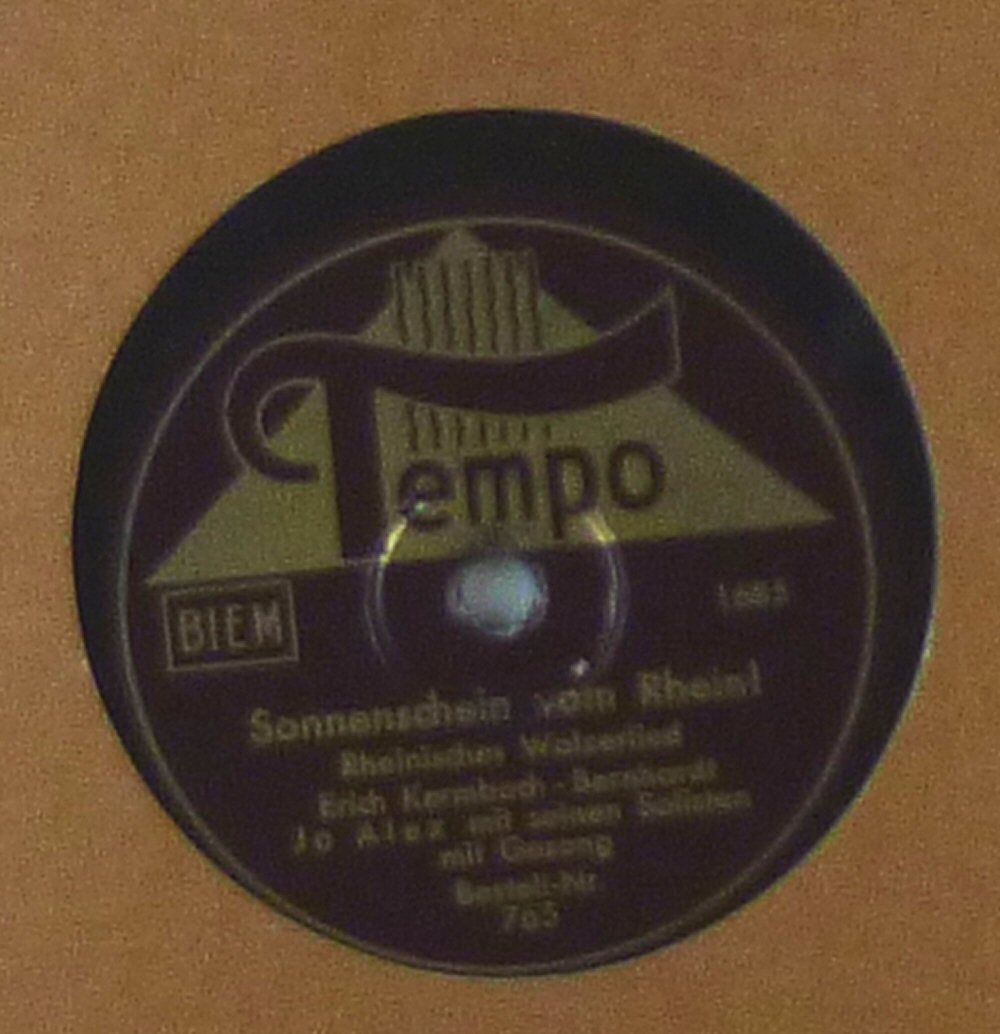 Tempo
BIEM
Sonnenschein vom Rhein!
Rheinisches Walzerlied
Erich Kermbach - Bernhardt
Jo Alex mit seinen Solisten
mit Gesang
Bestell-Nr.
763